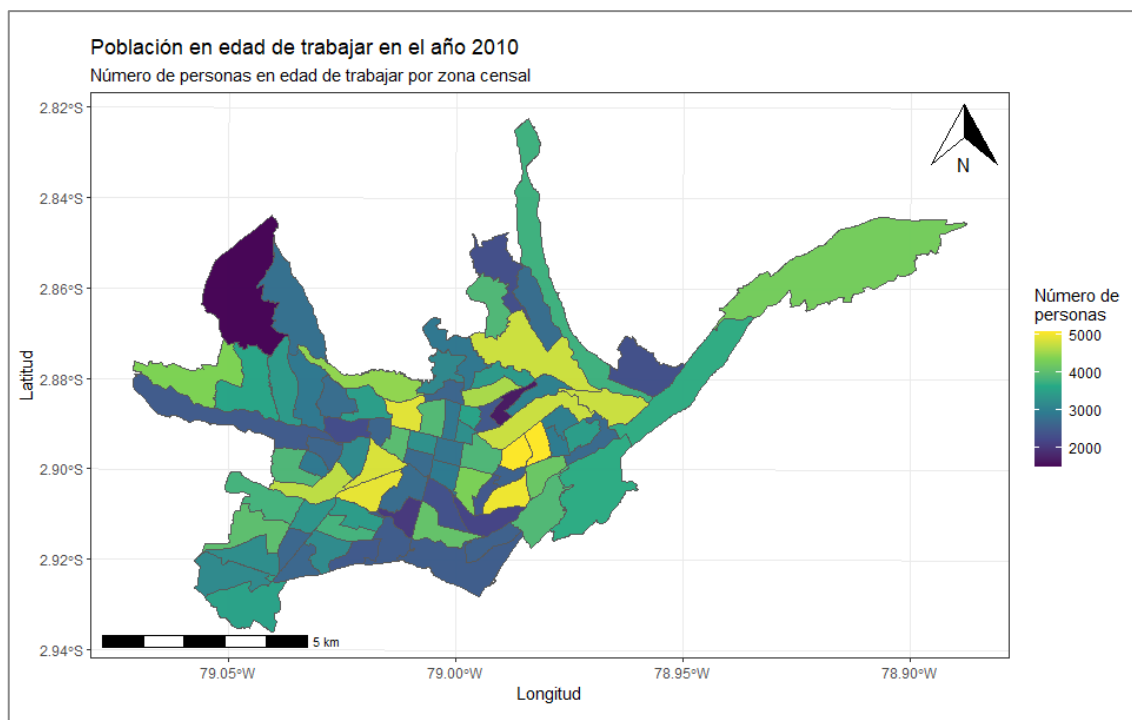 Población en edad de trabajar en el año 2010
Número de personas en edad de trabajar por zona censal
2.82°S
2.84°S
2.86°S
2.88°S
2.90°S
2.92°S
2.94°S
Latitud
N
5 km
79.05°W
79.00°W
78.95°W
78.90°W
Longitud
Número de
personas
5000
4000
3000
2000